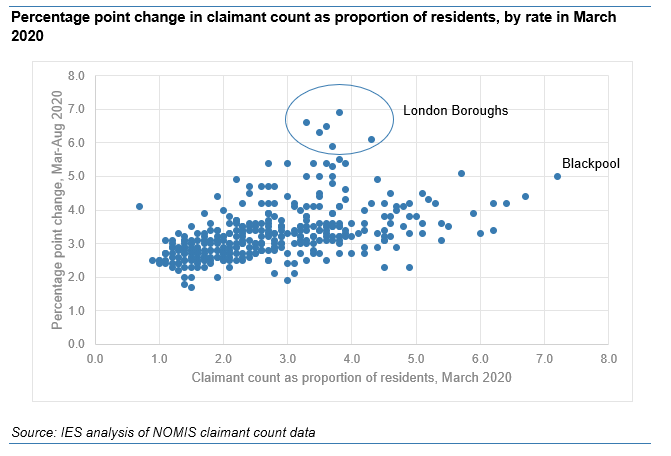 Percentage point change in claimant count as proportion of residents, by rate in March
2020
8.0
7.0
6.0
5.0
4.0
3.0
2.0
1.0
0.0
Percentage point change, Mar-Aug 2020
London Boroughs
Blackpool
0.0 1.0 2.0 3.0 4.0 5.0 6.0 7.0 8.0
Claimant count as proportion of residents, March 2020
Source: IES analysis of NOMIS claimant count data